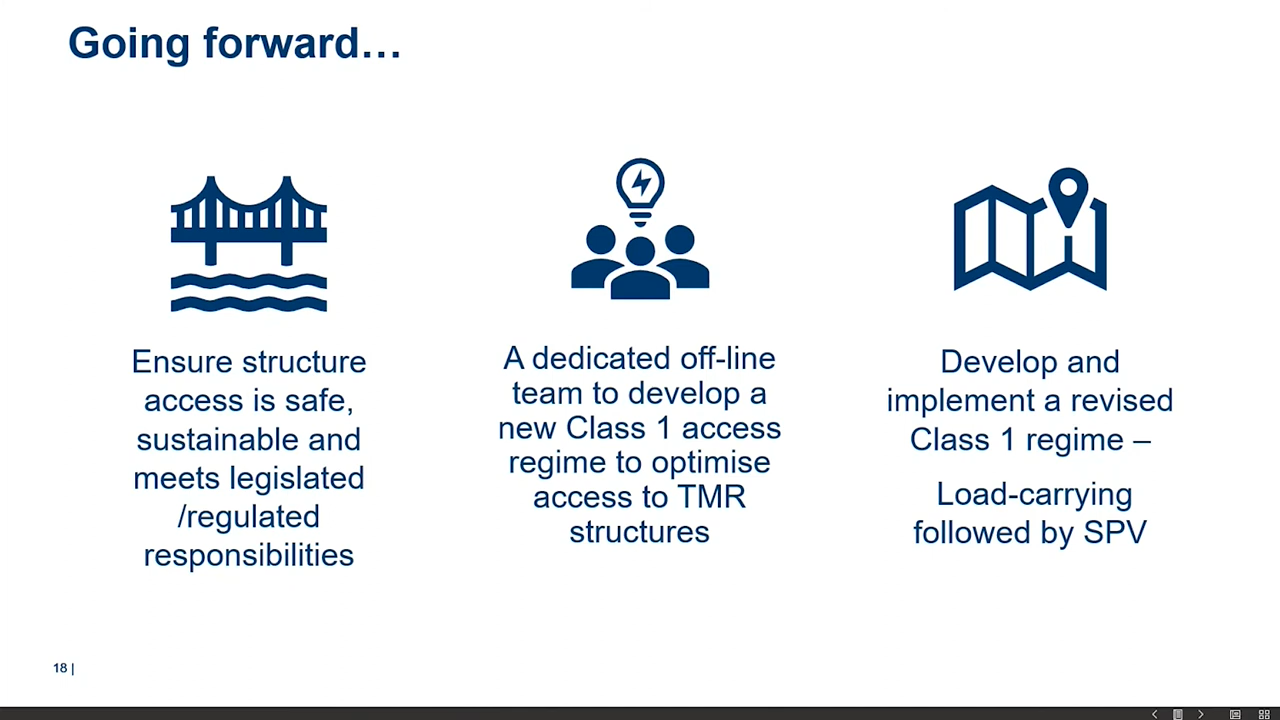 Going forward…
Ensure structure
access is safe,
sustainable and
meets legislated
/regulated
responsibilities
A dedicated off-line
team to develop a
new Class 1 access
regime to optimise
access to TMR
structures
Develop and
implement a revised
Class 1 regime –
Load-carrying
followed by SPV
18 |